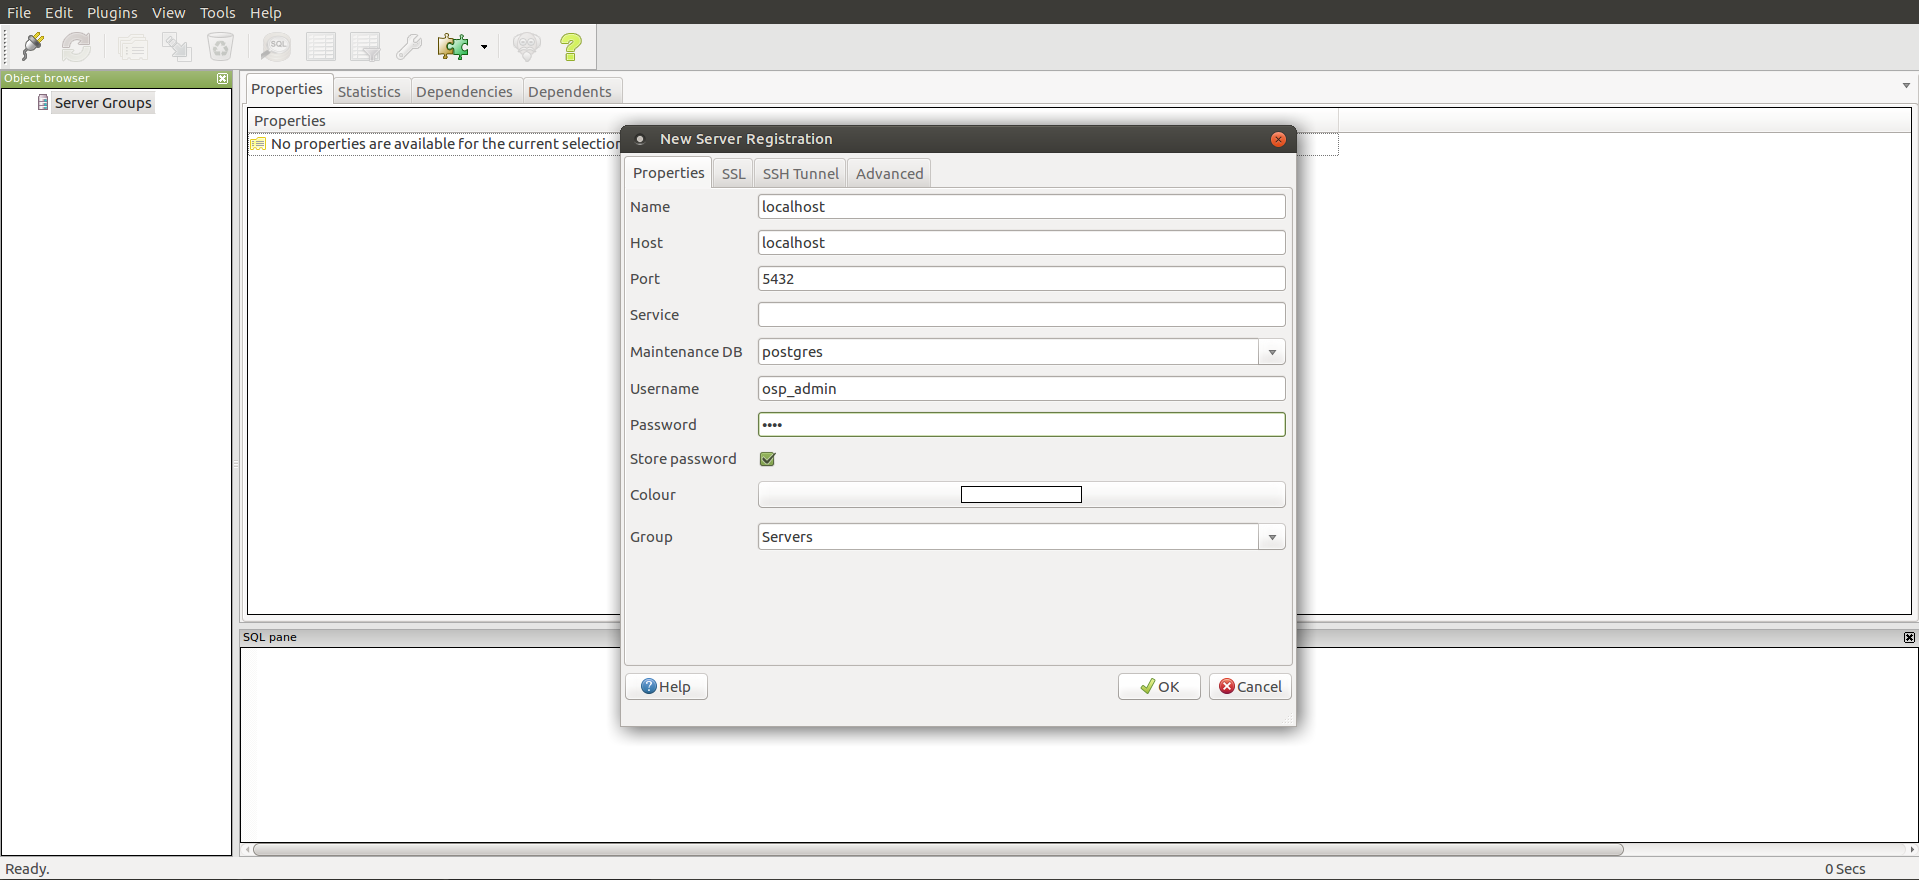 File Edit Plugins View Tools Help
SQL
Object browser
Server Groups
Properties Statistics Dependencies Dependents
Properties
No properties are available for the current selection
New Server Registration
Properties SSL SSH Tunnel Advanced
Name localhost
Host localhost
Port 5432
Service
Maintenance DB postgres
Username osp_admin
Password ••••
Store password
Colour
Group Servers
Help OK Cancel
SQL pane
Ready. 0 Secs